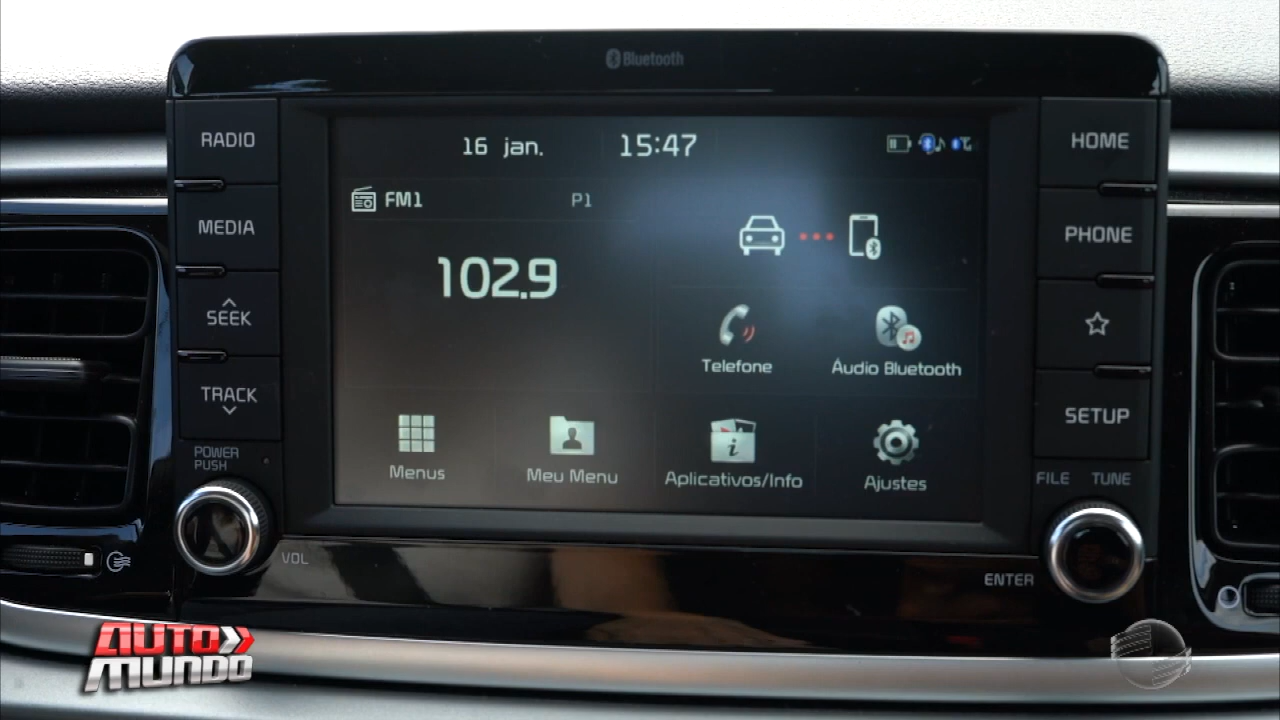 Bluetooth
RADIO
MEDIA
SEEK
TRACK
POWER
PUSH
VOL
16 jan. 15:47
FM1 P1
102.9
Telefone
Áudio Bluetooth
Menus
Meu Menu
Aplicativos/Info
Ajustes
HOME
PHONE
SETUP
FILE TUNE
ENTER
AUTO
MUNDO